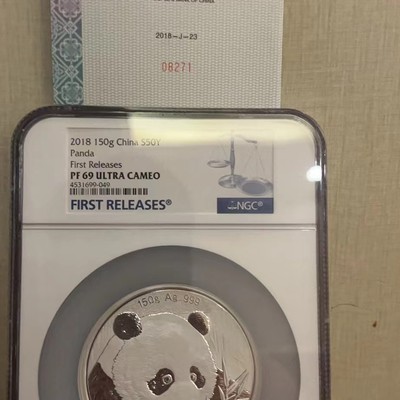 2018-J-23
08271
2018 150g China S50Y
Panda
First Releases
PF 69 ULTRA CAMEO
4531699-049
FIRST RELEASES®
NGC®
150g Ag .999